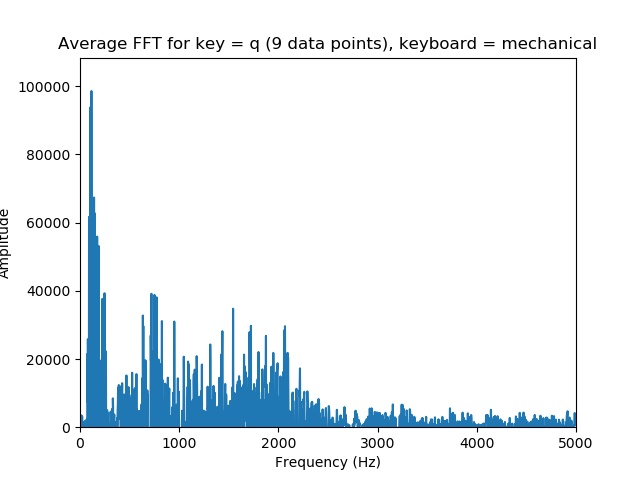 Average FFT for key = q (9 data points), keyboard = mechanical
100000
80000
60000
40000
20000
0
Amplitude
0 1000 2000 3000 4000 5000
Frequency (Hz)